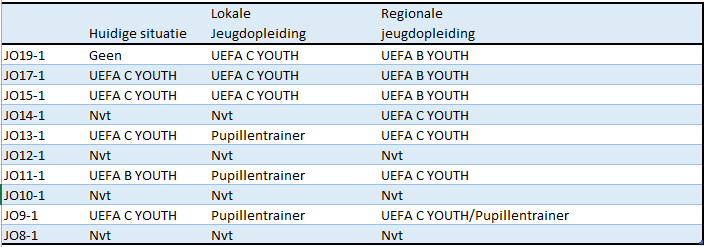 Lokale Regionale
Huidige situatie Jeugdopleiding jeugdopleiding
JO19-1 Geen UEFA C YOUTH UEFA B YOUTH
JO17-1 UEFA C YOUTH UEFA C YOUTH UEFA B YOUTH
JO15-1 UEFA C YOUTH UEFA C YOUTH UEFA B YOUTH
JO14-1 Nvt Nvt UEFA C YOUTH
JO13-1 UEFA C YOUTH Pupillentrainer UEFA C YOUTH
JO12-1 Nvt Nvt Nvt
JO11-1 UEFA B YOUTH Pupillentrainer UEFA C YOUTH
JO10-1 Nvt Nvt Nvt
JO9-1 UEFA C YOUTH Pupillentrainer UEFA C YOUTH/Pupillentrainer
JO8-1 Nvt Nvt Nvt